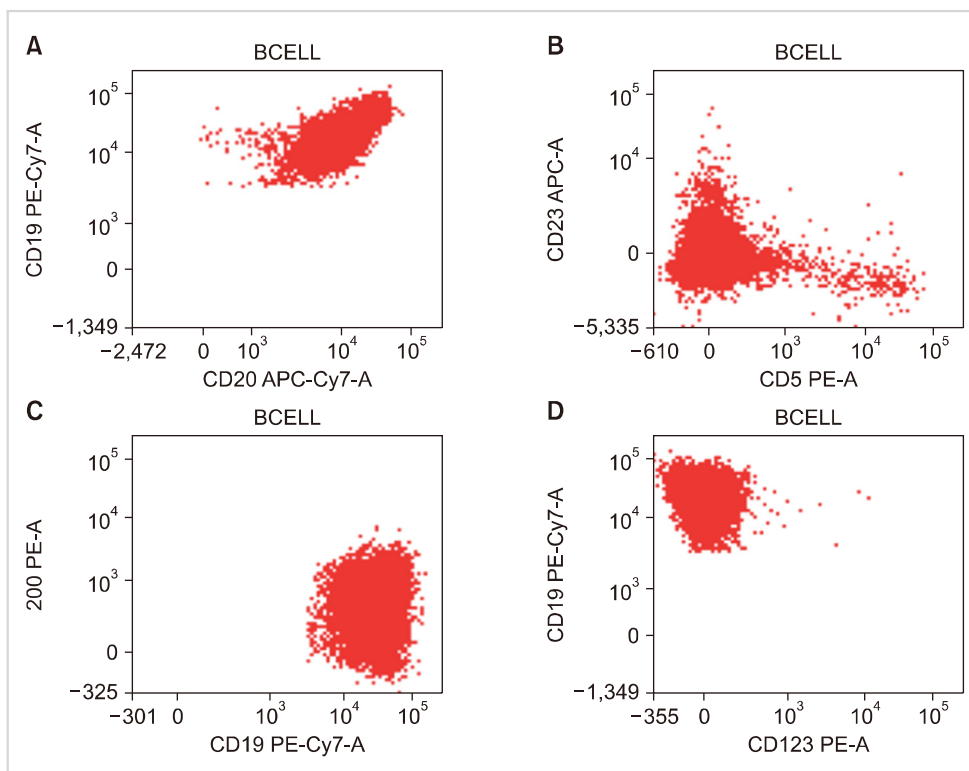 A
BCELL
CD19 PE-Cy7-A
10⁵
10⁴
10³
0
−1,349
−2,472 0 10³ 10⁴ 10⁵
CD20 APC-Cy7-A
B
BCELL
CD23 APC-A
10⁵
10⁴
0
−5,335
−610 0 10³ 10⁴ 10⁵
CD5 PE-A
C
BCELL
200 PE-A
10⁵
10⁴
10³
0
−325
−301 0 10³ 10⁴ 10⁵
CD19 PE-Cy7-A
D
BCELL
CD19 PE-Cy7-A
10⁵
10⁴
10³
0
−1,349
−355 0 10³ 10⁴ 10⁵
CD123 PE-A